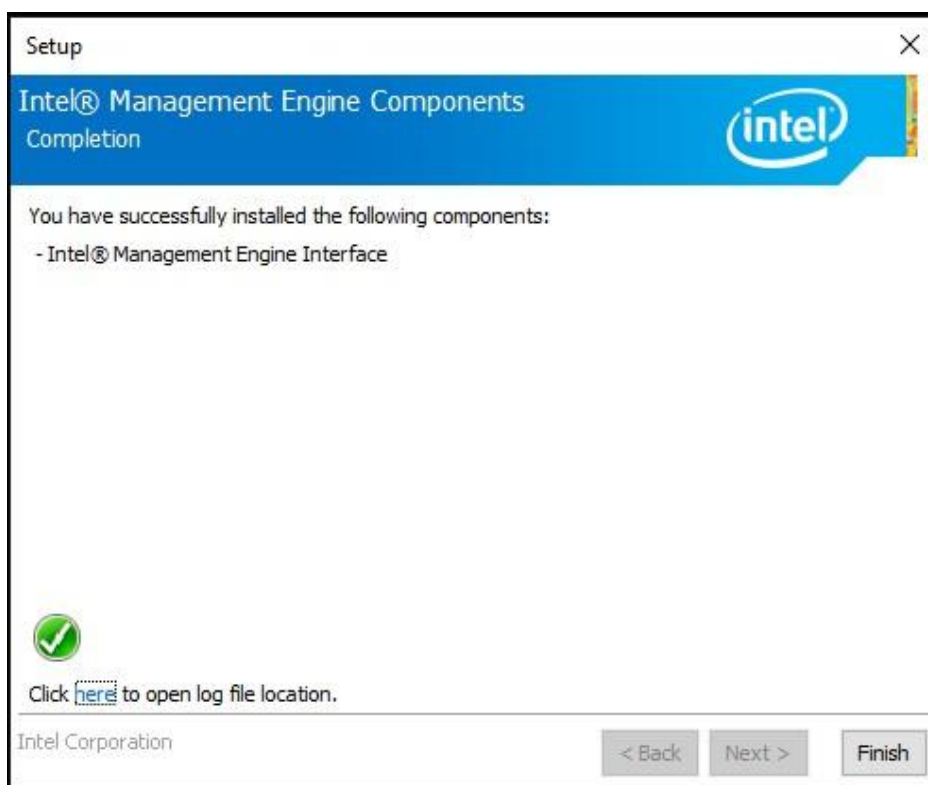 Setup
Intel® Management Engine Components
Completion
intel
You have successfully installed the following components:
- Intel® Management Engine Interface
Click here to open log file location.
Intel Corporation
< Back
Next >
Finish